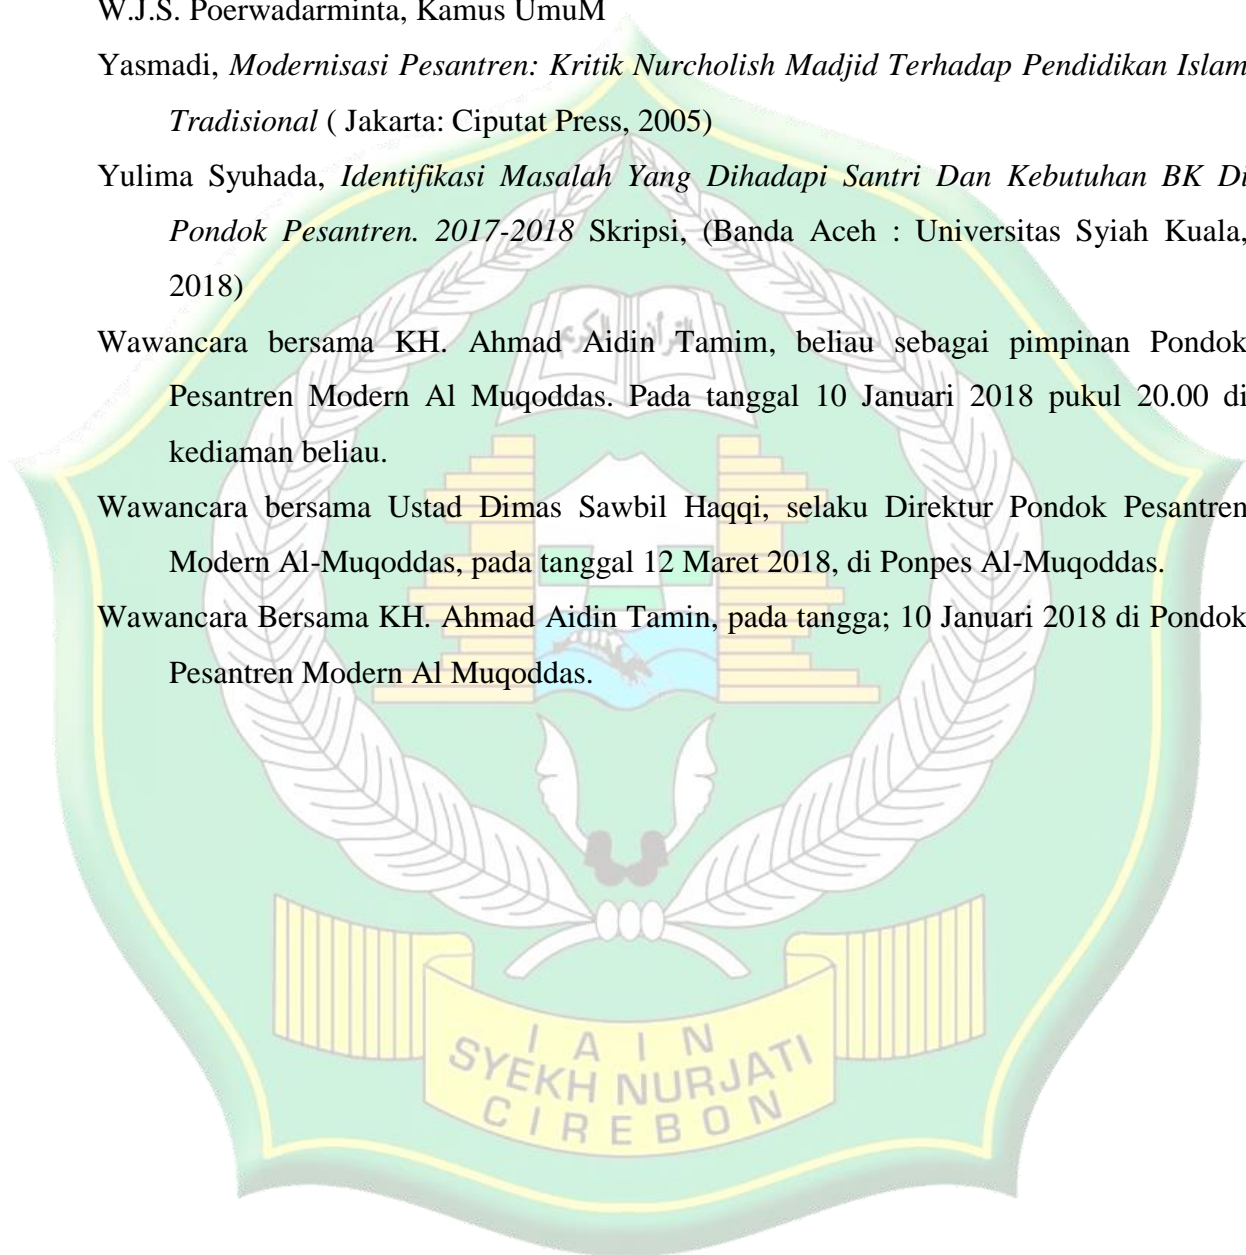 W.J.S. Poerwadarminta, Kamus UmuM
Yasmadi, Modernisasi Pesantren: Kritik Nurcholish Madjid Terhadap Pendidikan Islam
Tradisional ( Jakarta: Ciputat Press, 2005)
Yulima Syuhada, Identifikasi Masalah Yang Dihadapi Santri Dan Kebutuhan BK Di
Pondok Pesantren. 2017-2018 Skripsi, (Banda Aceh : Universitas Syiah Kuala,
2018)
Wawancara bersama KH. Ahmad Aidin Tamim, beliau sebagai pimpinan Pondok
Pesantren Modern Al Muqoddas. Pada tanggal 10 Januari 2018 pukul 20.00 di
kediaman beliau.
Wawancara bersama Ustad Dimas Sawbil Haqqi, selaku Direktur Pondok Pesantren
Modern Al-Muqoddas, pada tanggal 12 Maret 2018, di Ponpes Al-Muqoddas.
Wawancara Bersama KH. Ahmad Aidin Tamin, pada tangga; 10 Januari 2018 di Pondok
Pesantren Modern Al Muqoddas.
IAIN
SYEKH NURJATI
CIREBON